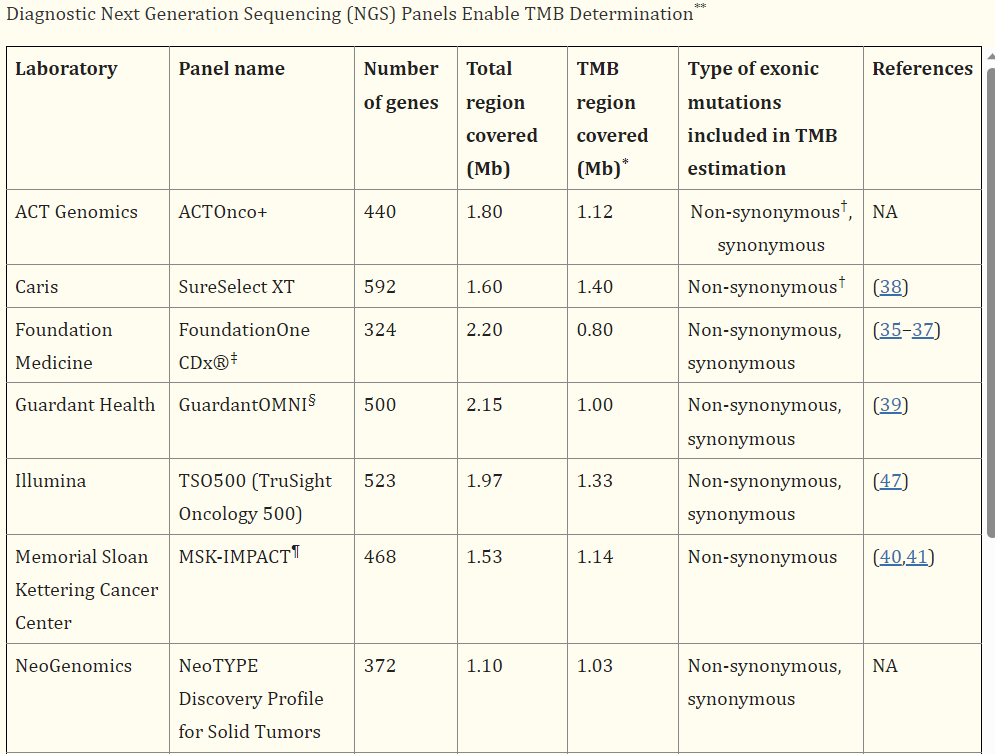 Diagnostic Next Generation Sequencing (NGS) Panels Enable TMB Determination**
Laboratory
Panel name
Number
of genes
Total
region
covered
(Mb)
TMB
region
covered
(Mb)*
Type of exonic
mutations
included in TMB
estimation
References
ACT Genomics
ACTOnco+
440
1.80
1.12
Non-synonymous†,
synonymous
NA
Caris
SureSelect XT
592
1.60
1.40
Non-synonymous†
(38)
Foundation
Medicine
FoundationOne
CDx®‡
324
2.20
0.80
Non-synonymous,
synonymous
(35–37)
Guardant Health
GuardantOMNI§
500
2.15
1.00
Non-synonymous,
synonymous
(39)
Illumina
TSO500 (TruSight
Oncology 500)
523
1.97
1.33
Non-synonymous,
synonymous
(47)
Memorial Sloan
Kettering Cancer
Center
MSK-IMPACT¶
468
1.53
1.14
Non-synonymous
(40,41)
NeoGenomics
NeoTYPE
Discovery Profile
for Solid Tumors
372
1.10
1.03
Non-synonymous,
synonymous
NA